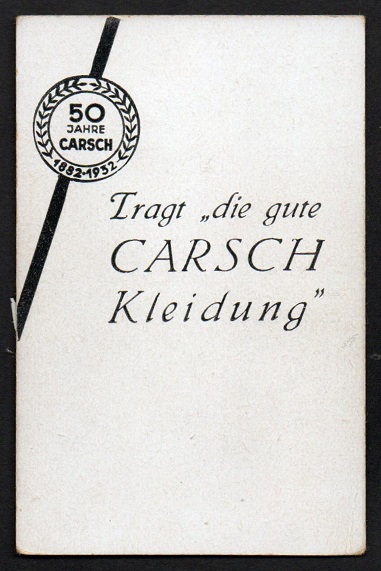 50
JAHRE
CARSCH
1882-1932
Tragt „die gute
CARSCH
Kleidung”